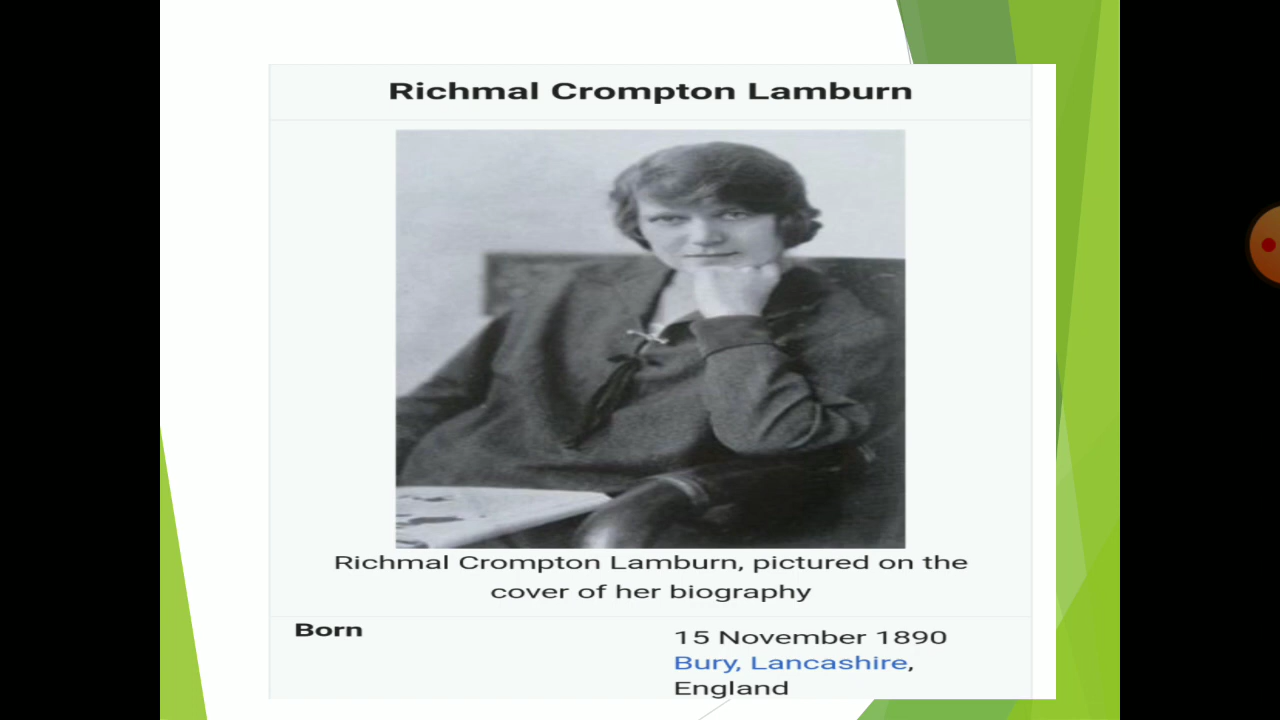 Richmal Crompton Lamburn
Richmal Crompton Lamburn, pictured on the
cover of her biography
Born
15 November 1890
Bury, Lancashire,
England